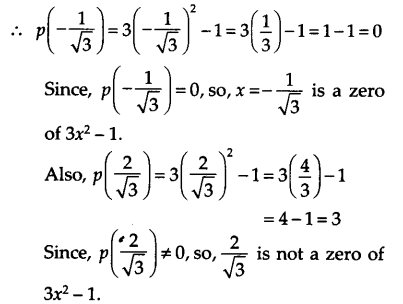 ∴ p(-1/√3) = 3(-1/√3)² - 1 = 3(1/3) - 1 = 1 - 1 = 0
Since, p(-1/√3) = 0, so, x = -1/√3 is a zero
of 3x² - 1.
Also, p(2/√3) = 3(2/√3)² - 1 = 3(4/3) - 1
= 4 - 1 = 3
Since, p(2/√3) ≠ 0, so, 2/√3 is not a zero of
3x² - 1.